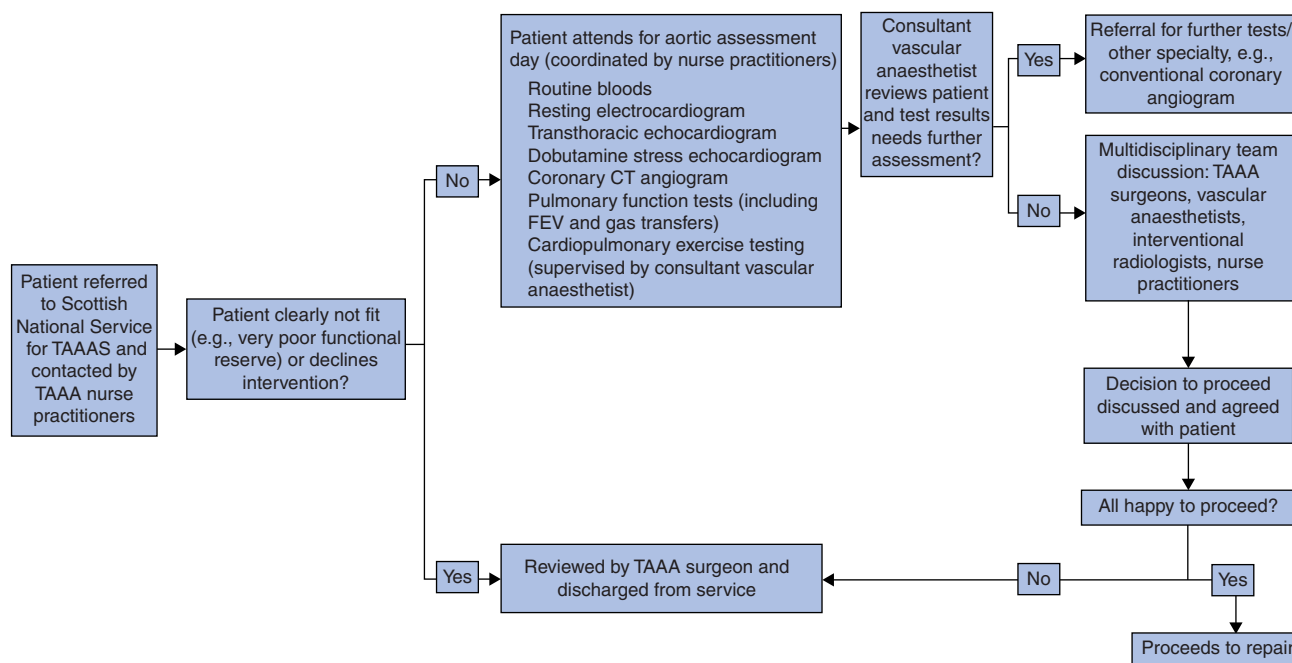 Patient referred
to Scottish
National Service
for TAAAS and
contacted by
TAAA nurse
practitioners
Patient clearly not fit
(e.g., very poor functional
reserve) or declines
intervention?
No
Yes
Patient attends for aortic assessment
day (coordinated by nurse practitioners)
Routine bloods
Resting electrocardiogram
Transthoracic echocardiogram
Dobutamine stress echocardiogram
Coronary CT angiogram
Pulmonary function tests (including
FEV and gas transfers)
Cardiopulmonary exercise testing
(supervised by consultant vascular
anaesthetist)
Consultant
vascular
anaesthetist
reviews patient
and test results
needs further
assessment?
Yes
No
Referral for further tests/
other specialty, e.g.,
conventional coronary
angiogram
Multidisciplinary team
discussion: TAAA
surgeons, vascular
anaesthetists,
interventional
radiologists, nurse
practitioners
Decision to proceed
discussed and agreed
with patient
All happy to proceed?
No
Yes
Reviewed by TAAA surgeon and
discharged from service
Proceeds to repair